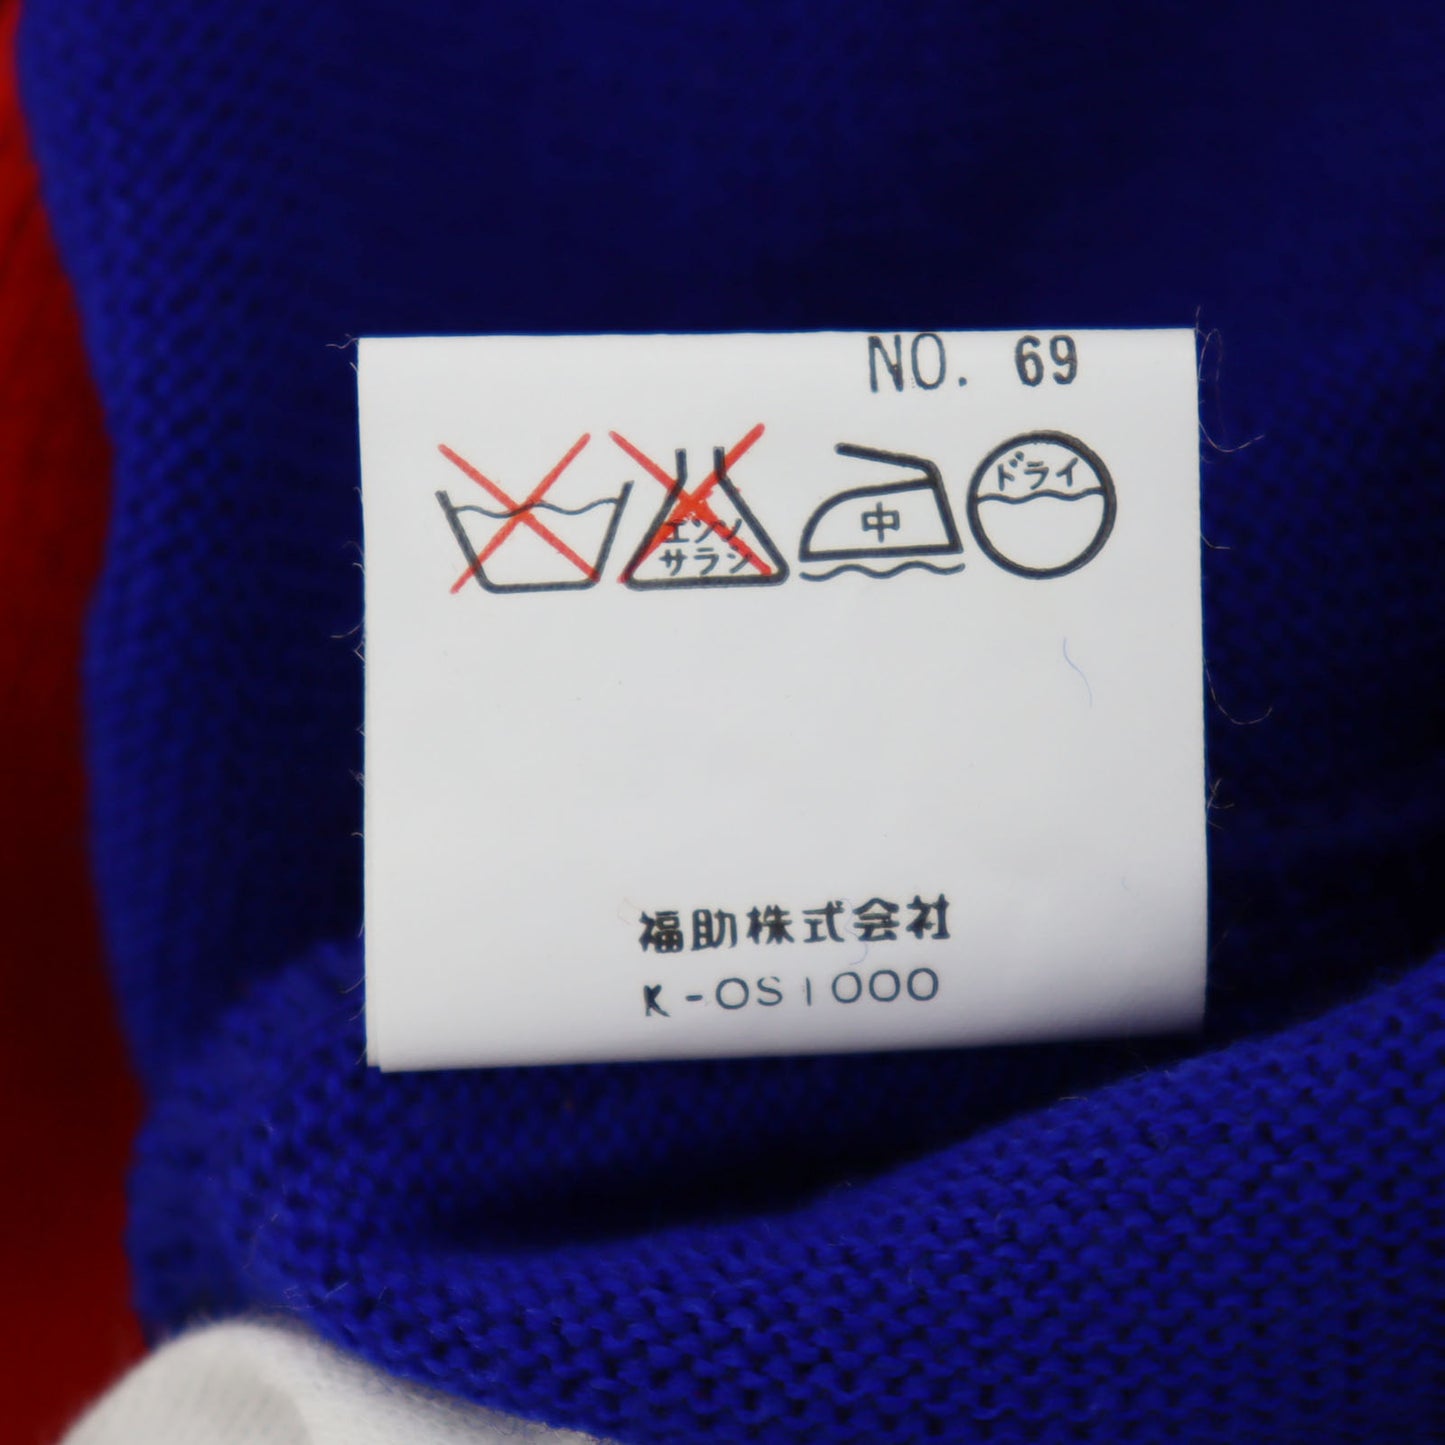 NO. 69
エンソ
サラシ
中
ドライ
福助株式会社
K-OS1000